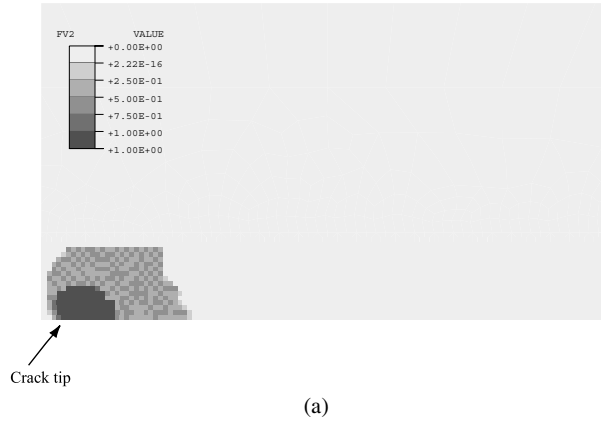 FV2 VALUE
+0.00E+00
+2.22E-16
+2.50E-01
+5.00E-01
+7.50E-01
+1.00E+00
+1.00E+00
Crack tip
(a)